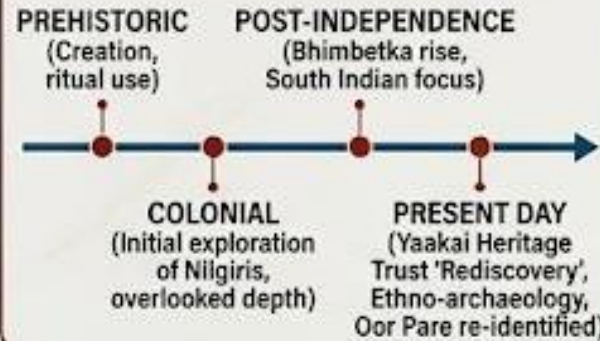 PREHISTORIC
(Creation,
ritual use)
POST-INDEPENDENCE
(Bhimbetka rise,
South Indian focus)
COLONIAL
(Initial exploration
of Nilgiris,
overlooked depth)
PRESENT DAY
(Yaakai Heritage
Trust 'Rediscovery',
Ethno-archaeology,
Oor Pare re-identified)